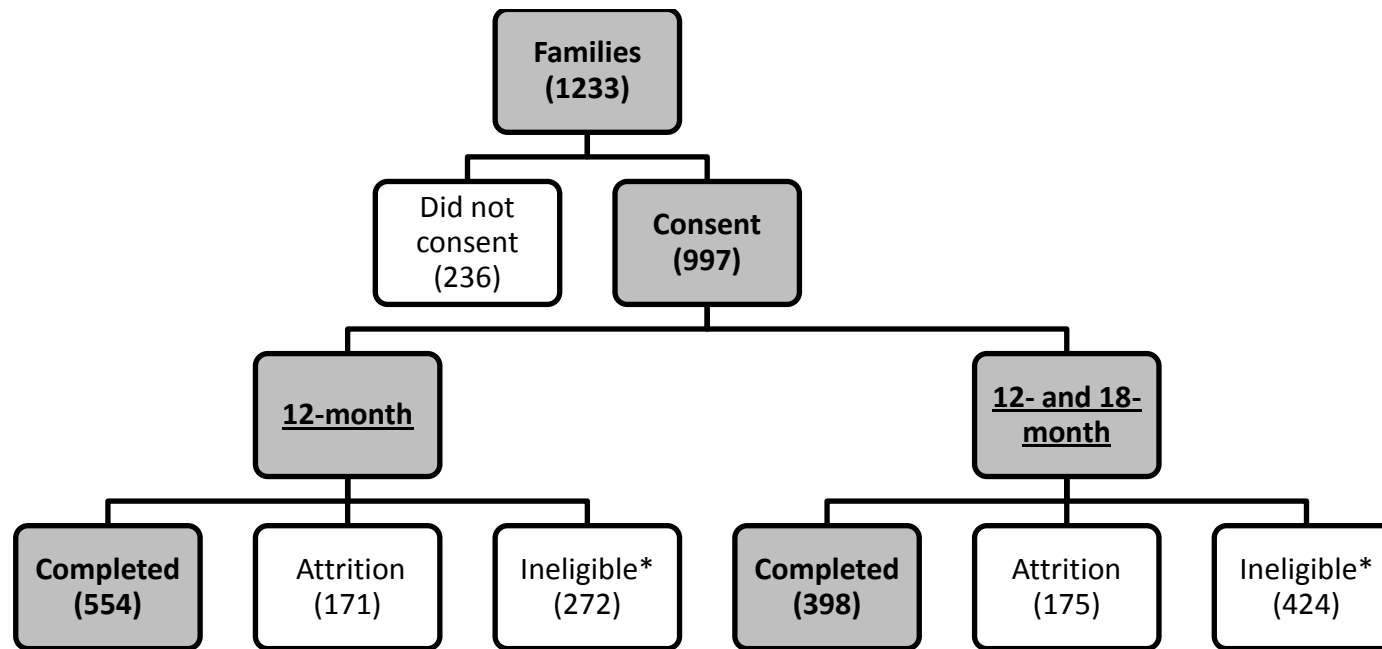 Families
(1233)
Did not
consent
(236)
Consent
(997)
12-month
12- and 18-
month
Completed
(554)
Attrition
(171)
Ineligible*
(272)
Completed
(398)
Attrition
(175)
Ineligible*
(424)